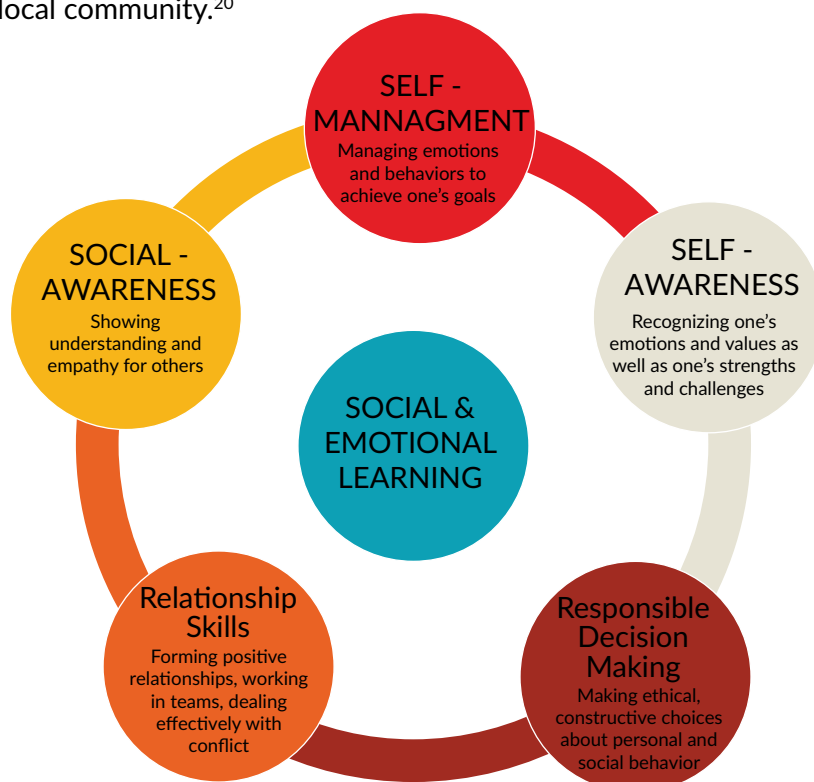 local community.20
SELF -
MANNAGMENT
Managing emotions
and behaviors to
achieve one's goals
SELF -
AWARENESS
Recognizing one's
emotions and values as
well as one's strengths
and challenges
SOCIAL -
AWARENESS
Showing
understanding and
empathy for others
SOCIAL &
EMOTIONAL
LEARNING
Relationship
Skills
Forming positive
relationships, working
in teams, dealing
effectively with
conflict
Responsible
Decision
Making
Making ethical,
constructive choices
about personal and
social behavior